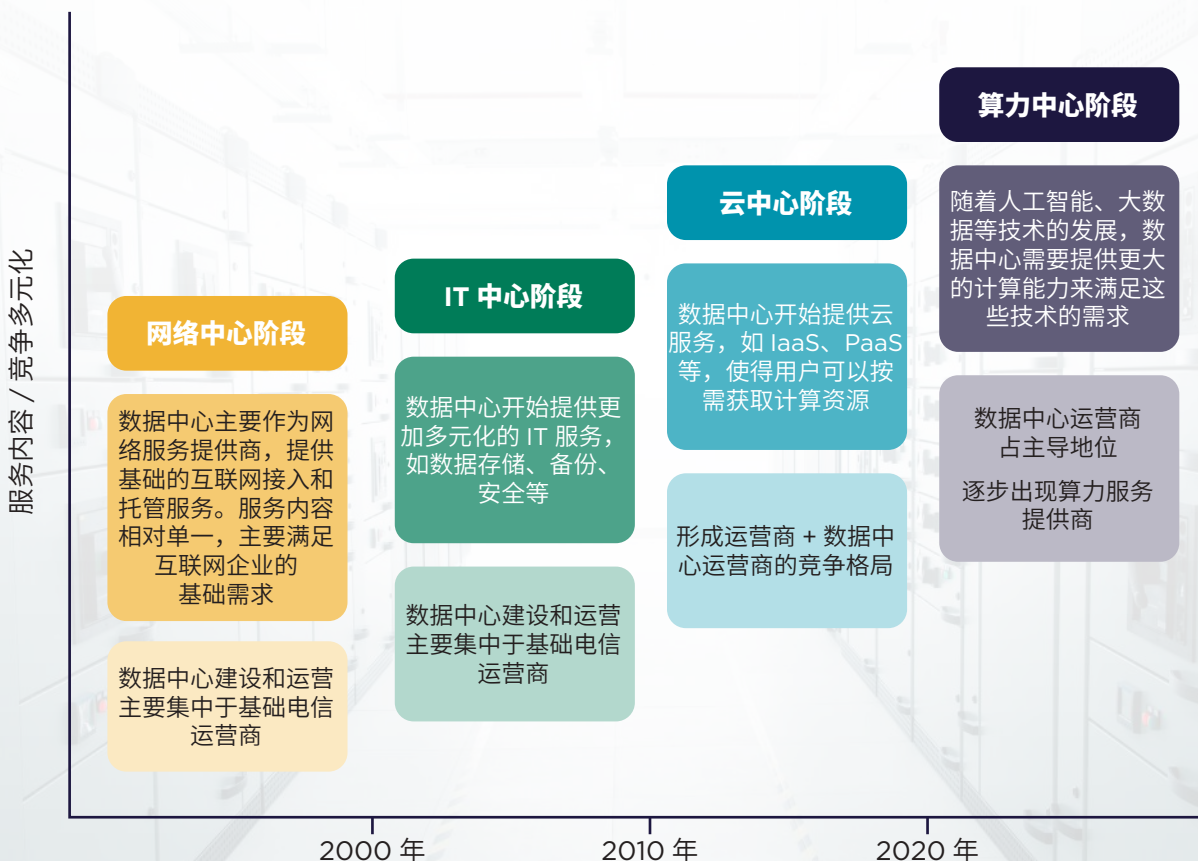 服务内容 / 竞争多元化
网络中心阶段
数据中心主要作为网
络服务提供商，提供
基础的互联网接入和
托管服务。服务内容
相对单一，主要满足
互联网企业的
基础需求
数据中心建设和运营
主要集中于基础电信
运营商
IT 中心阶段
数据中心开始提供更
加多元化的 IT 服务，
如数据存储、备份、
安全等
数据中心建设和运营
主要集中于基础电信
运营商
云中心阶段
数据中心开始提供云
服务，如 IaaS、PaaS
等，使得用户可以按
需获取计算资源
形成运营商 + 数据中
心运营商的竞争格局
算力中心阶段
随着人工智能、大数
据等技术的发展，数
据中心需要提供更大
的计算能力来满足这
些技术的需求
数据中心运营商
占主导地位
逐步出现算力服务
提供商
2000 年
2010 年
2020 年